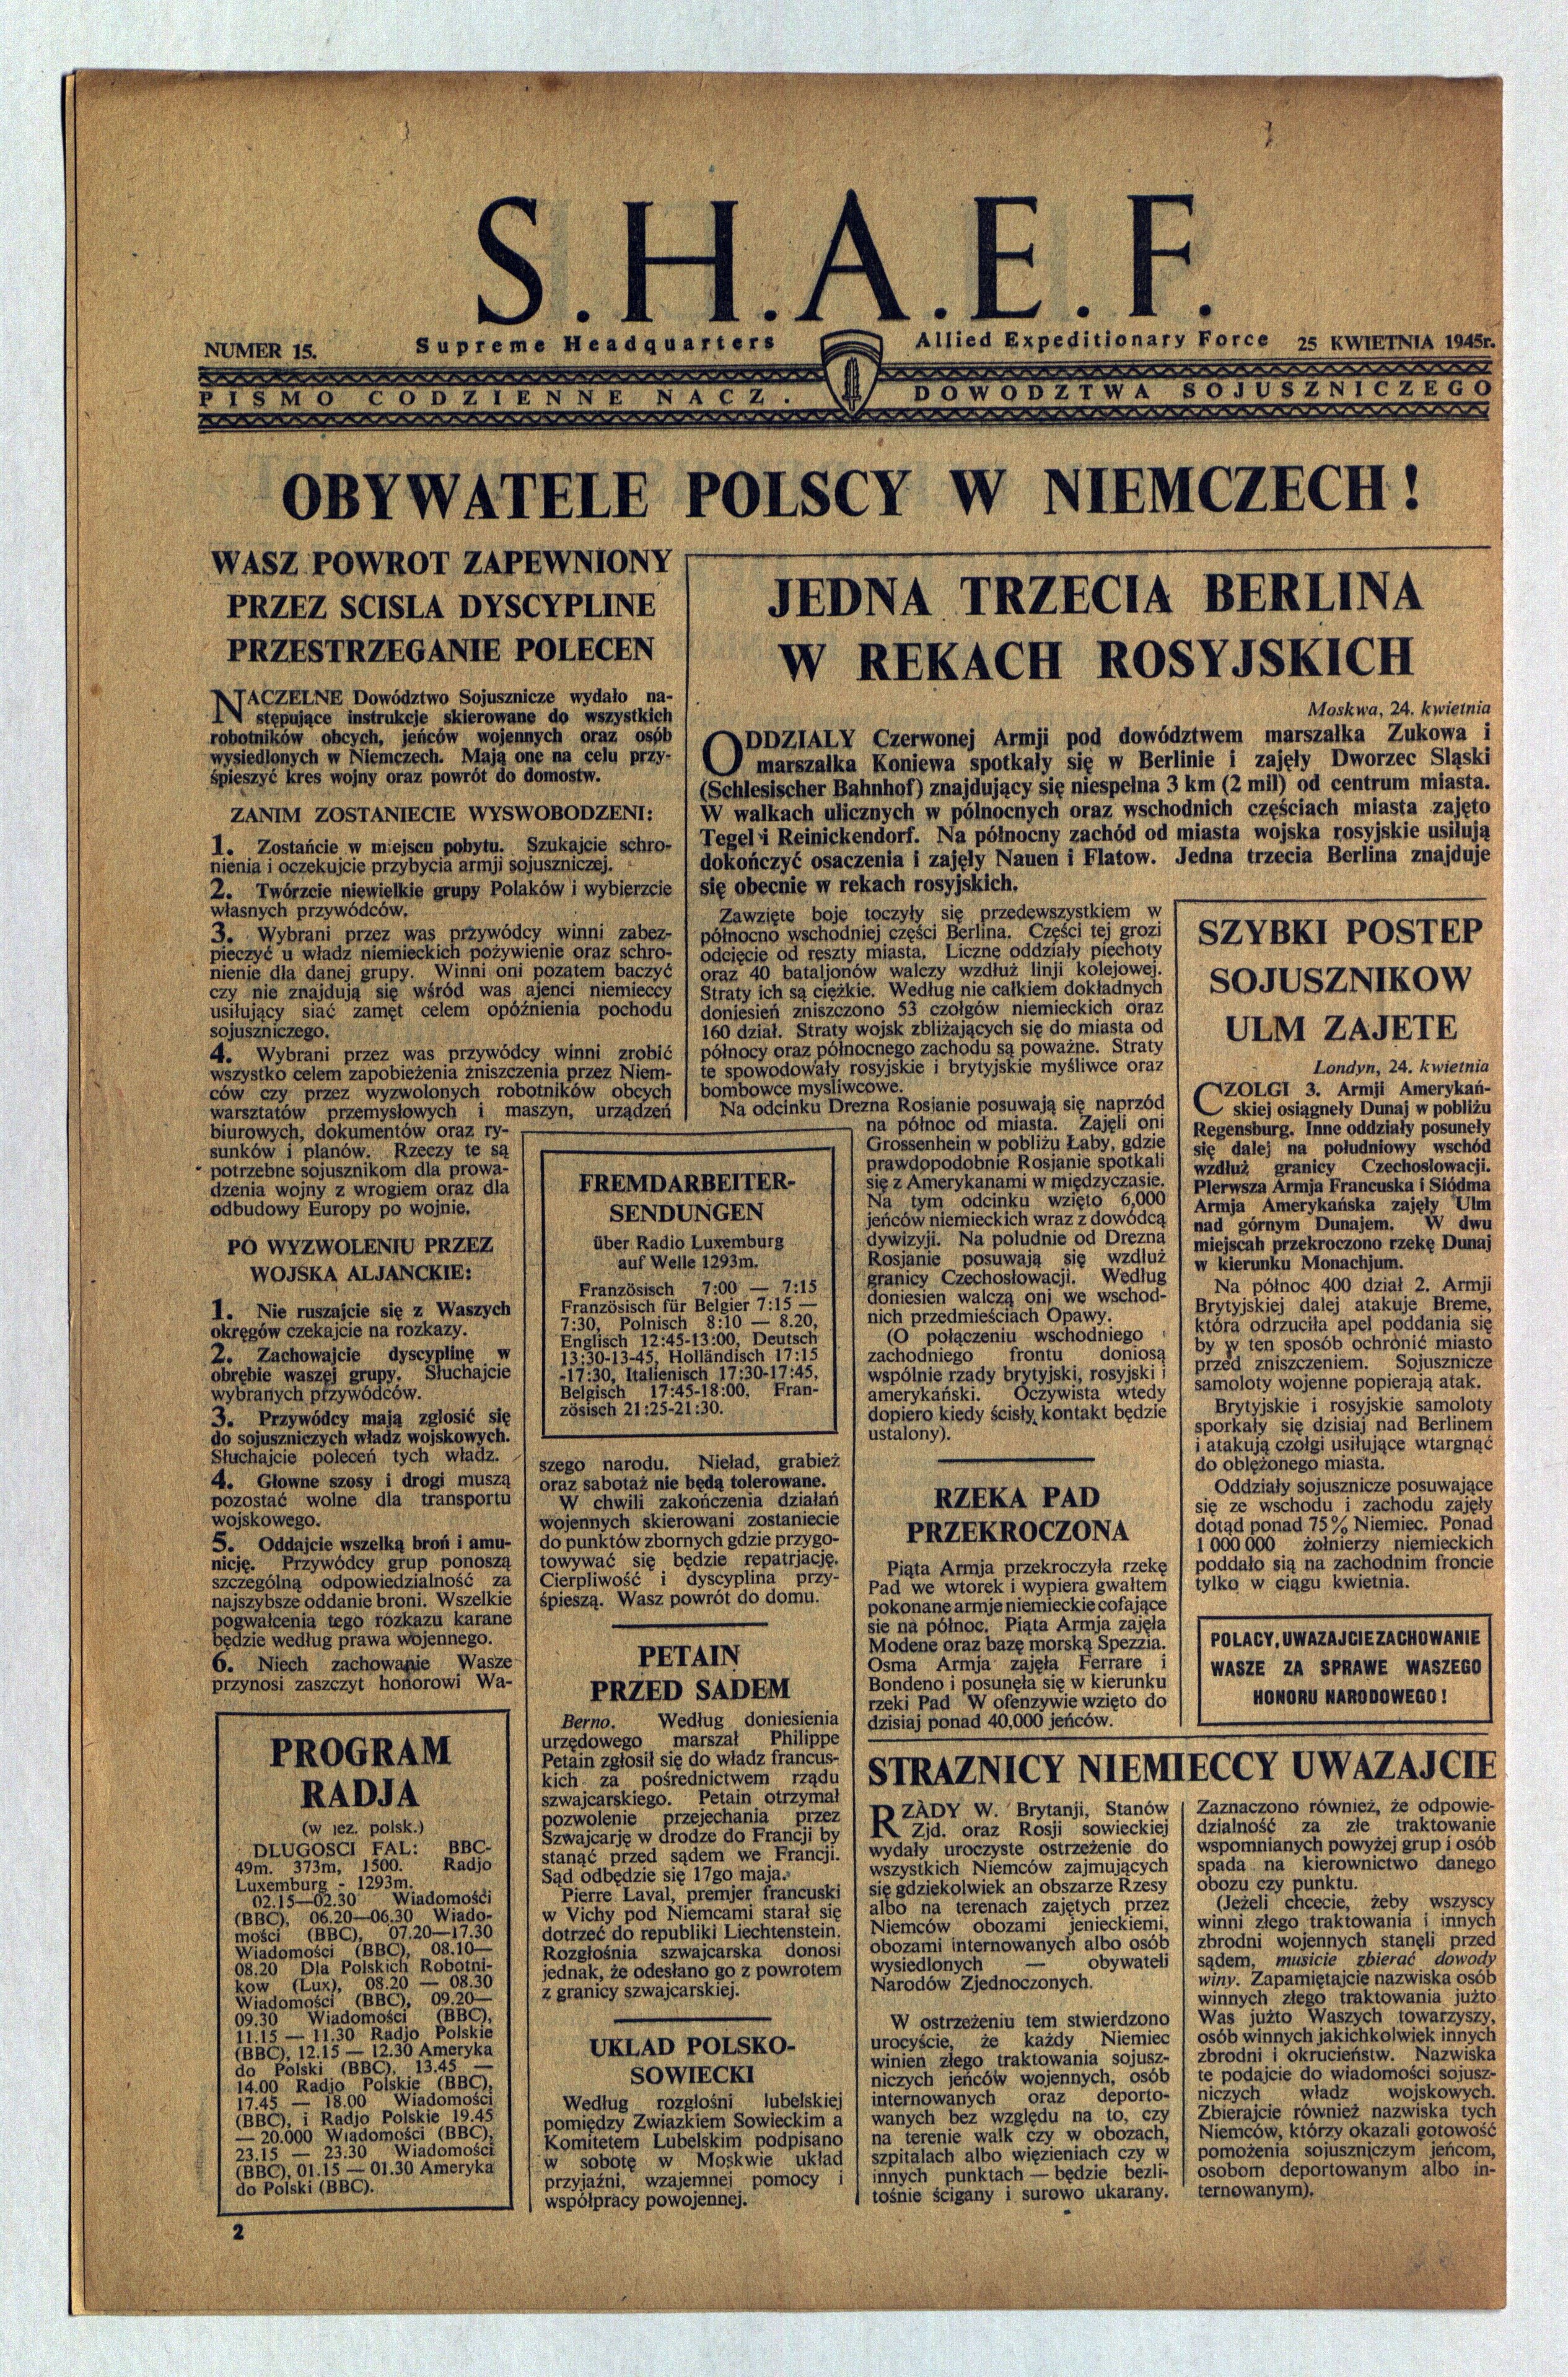 S.H.A.E.F.
NUMER 15.
Supreme Headquarters
Allied Expeditionary Force
25 KWIETNIA 1945r.
PISMO CODZIENNE NACZ.
DOWODZTWA SOJUSZNICZEGO
OBYWATELE POLSCY W NIEMCZECH!
WASZ POWROT ZAPEWNIONY
PRZEZ SCISLA DYSCYPLINE
PRZESTRZEGANIE POLECEN
NACZELNE Dowództwo Sojusznicze wydało na-
stępujące instrukcje skierowane do wszystkich
robotników obcych, jeńców wojennych oraz osób
wysiedlonych w Niemczech. Mają one na celu przy-
śpieszyć kres wojny oraz powrót do domostw.
ZANIM ZOSTANIECIE WYSWOBODZENI:
1. Zostańcie w miejscu pobytu. Szukajcie schro-
nienia i oczekujcie przybycia armji sojuszniczej.
2. Twórzcie niewielkie grupy Polaków i wybierzcie
własnych przywódców.
3. Wybrani przez was przywódcy winni zabez-
pieczyć u władz niemieckich pożywienie oraz schro-
nienie dla danej grupy. Winni oni pozatem baczyć
czy nie znajdują się wśród was ajenci niemieccy
usiłujący siać zamęt celem opóźnienia pochodu
sojuszniczego.
4. Wybrani przez was przywódcy winni zrobić
wszystko celem zapobieżenia żniszczenia przez Niem-
ców czy przez wyzwolonych robotników obcych
warsztatów przemysłowych i maszyn, urządzeń
biurowych, dokumentów oraz ry-
sunków i planów. Rzeczy te są
potrzebne sojusznikom dla prowa-
dzenia wojny z wrogiem oraz dla
odbudowy Europy po wojnie.
PO WYZWOLENIU PRZEZ
WOJSKA ALJANCKIE:
1. Nie ruszajcie się z Waszych
okręgów czekajcie na rozkazy.
2. Zachowajcie dyscyplinę w
obrębie waszej grupy. Słuchajcie
wybranych przywódców.
3. Przywódcy mają zglosić się
do sojuszniczych władz wojskowych.
Słuchajcie poleceń tych władz.
4. Głowne szosy i drogi muszą
pozostać wolne dla transportu
wojskowego.
5. Oddajcie wszelką broń i amu-
nicję. Przywódcy grup ponoszą
szczególną odpowiedzialność za
najszybsze oddanie broni. Wszelkie
pogwałcenia tego rozkazu karane
będzie według prawa wojennego.
6. Niech zachowanie Wasze
przynosi zaszczyt honorowi Wa-
PROGRAM
RADJA
(w jez. polsk.)
DLUGOSCI FAL: BBC-
49m. 373m, 1500. Radjo
Luxemburg - 1293m.
02.15—02.30 Wiadomości
(BBC), 06.20—06.30 Wiado-
mości (BBC), 07.20—17.30
Wiadomości (BBC), 08.10—
08.20 Dla Polskich Robotni-
kow (Lux), 08.20 — 08.30
Wiadomości (BBC), 09.20—
09.30 Wiadomości (BBC),
11.15 — 11.30 Radjo Polskie
(BBC), 12.15 — 12.30 Ameryka
do Polski (BBC), 13.45 —
14.00 Radjo Polskie (BBC),
17.45 — 18.00 Wiadomości
(BBC), i Radjo Polskie 19.45
— 20.000 Wiadomości (BBC),
23.15 — 23.30 Wiadomości
(BBC), 01.15 — 01.30 Ameryka
do Polski (BBC).
2
FREMDARBEITER-
SENDUNGEN
über Radio Luxemburg
auf Welle 1293m.
Französisch 7:00 — 7:15
Französisch für Belgier 7:15 —
7:30, Polnisch 8:10 — 8.20,
Englisch 12:45-13:00, Deutsch
13:30-13-45, Holländisch 17:15
-17:30, Italienisch 17:30-17:45,
Belgisch 17:45-18:00, Fran-
zösisch 21:25-21:30.
szego narodu. Nieład, grabież
oraz sabotaż nie będą tolerowane.
W chwili zakończenia działań
wojennych skierowani zostaniecie
do punktów zbornych gdzie przygo-
towywać się będzie repatrjację.
Cierpliwość i dyscyplina przy-
śpieszą. Wasz powrót do domu.
PETAIN
PRZED SADEM
Berno. Według doniesienia
urzędowego marszał Philippe
Petain zgłosił się do władz francus-
kich za pośrednictwem rządu
szwajcarskiego. Petain otrzymał
pozwolenie przejechania przez
Szwajcarję w drodze do Francji by
stanąć przed sądem we Francji.
Sąd odbędzie się 17go maja.
Pierre Laval, premjer francuski
w Vichy pod Niemcami starał się
dotrzeć do republiki Liechtenstein.
Rozgłośnia szwajcarska donosi
jednak, że odesłano go z powrotem
z granicy szwajcarskiej.
UKLAD POLSKO-
SOWIECKI
Według rozgłośni lubelskiej
pomiędzy Zwiazkiem Sowieckim a
Komitetem Lubelskim podpisano
w sobotę w Moskwie układ
przyjaźni, wzajemnej pomocy i
współpracy powojennej.
JEDNA TRZECIA BERLINA
W REKACH ROSYJSKICH
Moskwa, 24. kwietnia
ODDZIALY Czerwonej Armji pod dowództwem marszałka Zukowa i
marszałka Koniewa spotkały się w Berlinie i zajęły Dworzec Sląski
(Schlesischer Bahnhof) znajdujący się niespełna 3 km (2 mil) od centrum miasta.
W walkach ulicznych w północnych oraz wschodnich częściach miasta zajęto
Tegel i Reinickendorf. Na północny zachód od miasta wojska rosyjskie usiłują
dokończyć osaczenia i zajęły Nauen i Flatow. Jedna trzecia Berlina znajduje
się obecnie w rekach rosyjskich.
Zawzięte boje toczyły się przedewszystkiem w
północno wschodniej części Berlina. Części tej grozi
odcięcie od reszty miasta. Liczne oddziały piechoty
oraz 40 bataljonów walczy wzdłuż linji kolejowej.
Straty ich są ciężkie. Według nie całkiem dokładnych
doniesień zniszczono 53 czołgów niemieckich oraz
160 dział. Straty wojsk zbliżających się do miasta od
północy oraz północnego zachodu są poważne. Straty
te spowodowały rosyjskie i brytyjskie myśliwce oraz
bombowce mysliwcowe.
Na odcinku Drezna Rosjanie posuwają się naprzód
na północ od miasta. Zajęli oni
Grossenhein w pobliżu Łaby, gdzie
prawdopodobnie Rosjanie spotkali
się z Amerykanami w międzyczasie.
Na tym odcinku wzięto 6,000
jeńców niemieckich wraz z dowódcą
dywizyji. Na poludnie od Drezna
Rosjanie posuwają się wzdłuż
granicy Czechosłowacji. Według
doniesien walczą oni we wschod-
nich przedmieściach Opawy.
(O połączeniu wschodniego i
zachodniego frontu doniosą
wspólnie rzady brytyjski, rosyjski i
amerykański. Oczywista wtedy
dopiero kiedy ścisły kontakt będzie
ustalony).
RZEKA PAD
PRZEKROCZONA
Piąta Armja przekroczyła rzekę
Pad we wtorek i wypiera gwałtem
pokonane armje niemieckie cofające
sie na północ. Piąta Armja zajęła
Modene oraz bazę morską Spezzia.
Osma Armja zajęła Ferrare i
Bondeno i posunęła się w kierunku
rzeki Pad W ofenzywie wzięto do
dzisiaj ponad 40,000 jeńców.
SZYBKI POSTEP
SOJUSZNIKOW
ULM ZAJETE
Londyn, 24. kwietnia
CZOLGI 3. Armji Amerykań-
skiej osiągneły Dunaj w pobliżu
Regensburg. Inne oddziały posuneły
się dalej na południowy wschód
wzdłuż granicy Czechosłowacji.
Pierwsza Armja Francuska i Siódma
Armja Amerykańska zajęły Ulm
nad górnym Dunajem. W dwu
miejscah przekroczono rzekę Dunaj
w kierunku Monachjum.
Na północ 400 dział 2. Armji
Brytyjskiej dalej atakuje Breme,
która odrzuciła apel poddania się
by w ten sposób ochronić miasto
przed zniszczeniem. Sojusznicze
samoloty wojenne popierają atak.
Brytyjskie i rosyjskie samoloty
sporkały się dzisiaj nad Berlinem
i atakują czołgi usiłujące wtargnąć
do oblężonego miasta.
Oddziały sojusznicze posuwające
się ze wschodu i zachodu zajęły
dotąd ponad 75% Niemiec. Ponad
1 000 000 żołnierzy niemieckich
poddało sią na zachodnim froncie
tylko w ciągu kwietnia.
POLACY, UWAZAJCIE ZACHOWANIE
WASZE ZA SPRAWE WASZEGO
HONORU NARODOWEGO!
STRAZNICY NIEMIECCY UWAZAJCIE
RZĄDY W. Brytanji, Stanów
Zjd. oraz Rosji sowieckiej
wydały uroczyste ostrzeżenie do
wszystkich Niemców zajmujących
się gdziekolwiek an obszarze Rzesy
albo na terenach zajętych przez
Niemców obozami jenieckiemi,
obozami internowanych albo osób
wysiedlonych — obywateli
Narodów Zjednoczonych.
W ostrzeżeniu tem stwierdzono
urocyście, że każdy Niemiec
winien złego traktowania sojusz-
niczych jeńców wojennych, osób
internowanych oraz deporto-
wanych bez względu na to, czy
na terenie walk czy w obozach,
szpitalach albo więzieniach czy w
innych punktach — będzie bezli-
tośnie ścigany i surowo ukarany.
Zaznaczono również, że odpowie-
dzialność za złe traktowanie
wspomnianych powyżej grup i osób
spada na kierownictwo danego
obozu czy punktu.
(Jeżeli chcecie, żeby wszyscy
winni złego traktowania i innych
zbrodni wojennych stanęli przed
sądem, musicie zbierać dowody
winy. Zapamiętajcie nazwiska osób
winnych złego traktowania jużto
Was jużto Waszych towarzyszy,
osób winnych jakichkolwiek innych
zbrodni i okrucieństw. Nazwiska
te podajcie do wiadomości sojusz-
niczych władz wojskowych.
Zbierajcie również nazwiska tych
Niemców, którzy okazali gotowość
pomożenia sojuszniczym jeńcom,
osobom deportowanym albo in-
ternowanym).